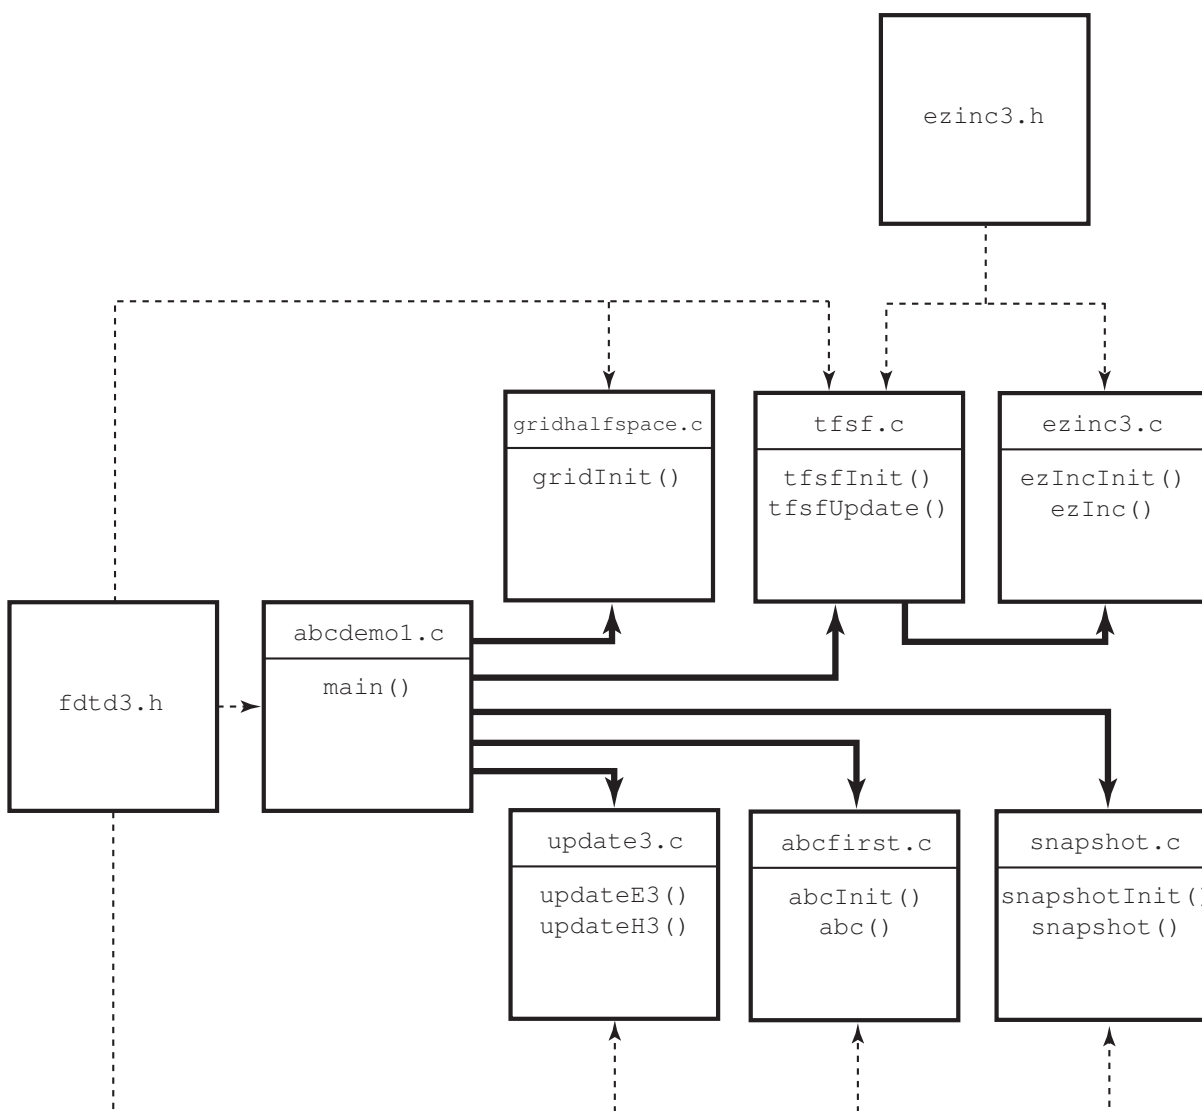 ezinc3.h
gridhalfspace.c
gridInit()
tfsf.c
tfsfInit()
tfsfUpdate()
ezinc3.c
ezIncInit()
ezInc()
fdtd3.h
abcdemo1.c
main()
update3.c
updateE3()
updateH3()
abcfirst.c
abcInit()
abc()
snapshot.c
snapshotInit()
snapshot()